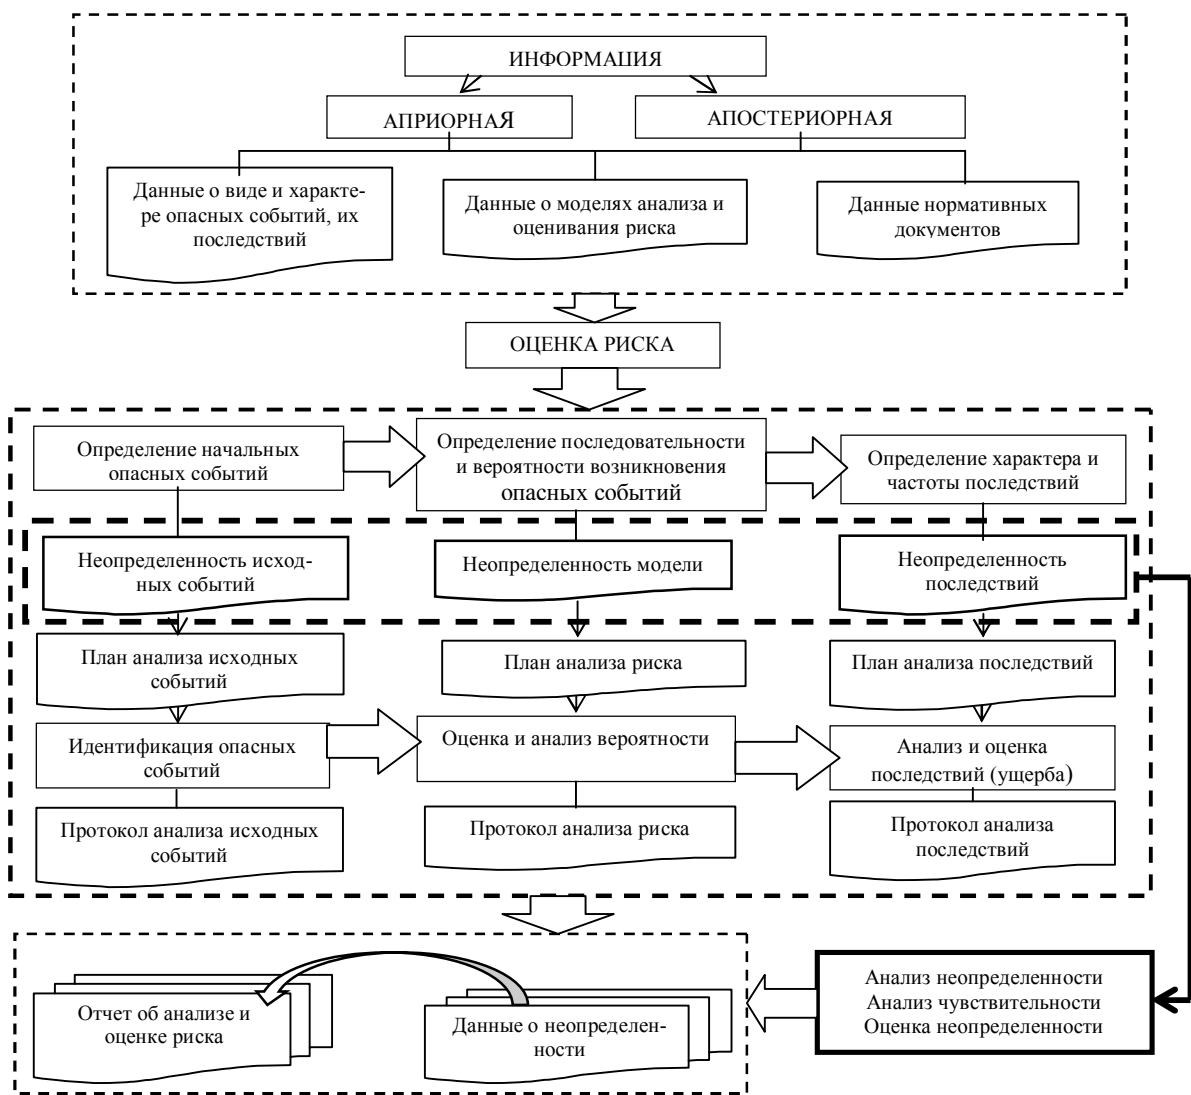 ИНФОРМАЦИЯ
АПРИОРНАЯ
АПОСТЕРИОРНАЯ
Данные о виде и характе-
ре опасных событий, их
последствий
Данные о моделях анализа и
оценивания риска
Данные нормативных
документов
ОЦЕНКА РИСКА
Определение начальных
опасных событий
Определение последовательности
и вероятности возникновения
опасных событий
Определение характера и
частоты последствий
Неопределенность исход-
ных событий
Неопределенность модели
Неопределенность
последствий
План анализа исходных
событий
План анализа риска
План анализа последствий
Идентификация опасных
событий
Оценка и анализ вероятности
Анализ и оценка
последствий (ущерба)
Протокол анализа исходных
событий
Протокол анализа риска
Протокол анализа
последствий
Отчет об анализе и
оценке риска
Данные о неопределен-
ности
Анализ неопределенности
Анализ чувствительности
Оценка неопределенности